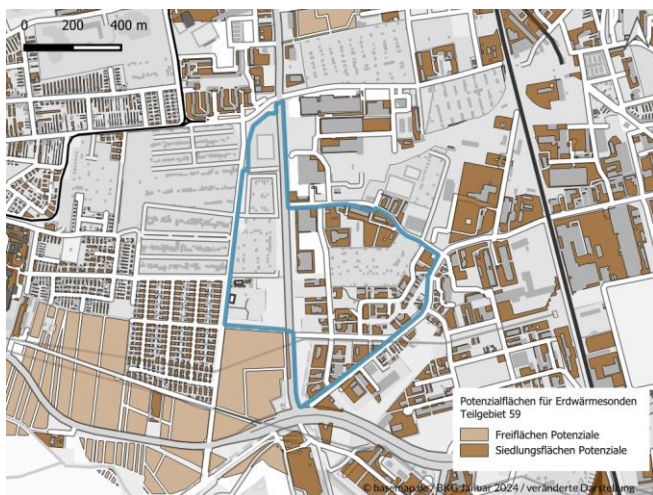 0 200 400 m
Potenzialflächen für Erdwärmesonden
Teilgebiet 59
Freiflächen Potenziale
Siedlungsflächen Potenziale
© basemap.de / BKG Januar 2024 / veränderte Darstellung